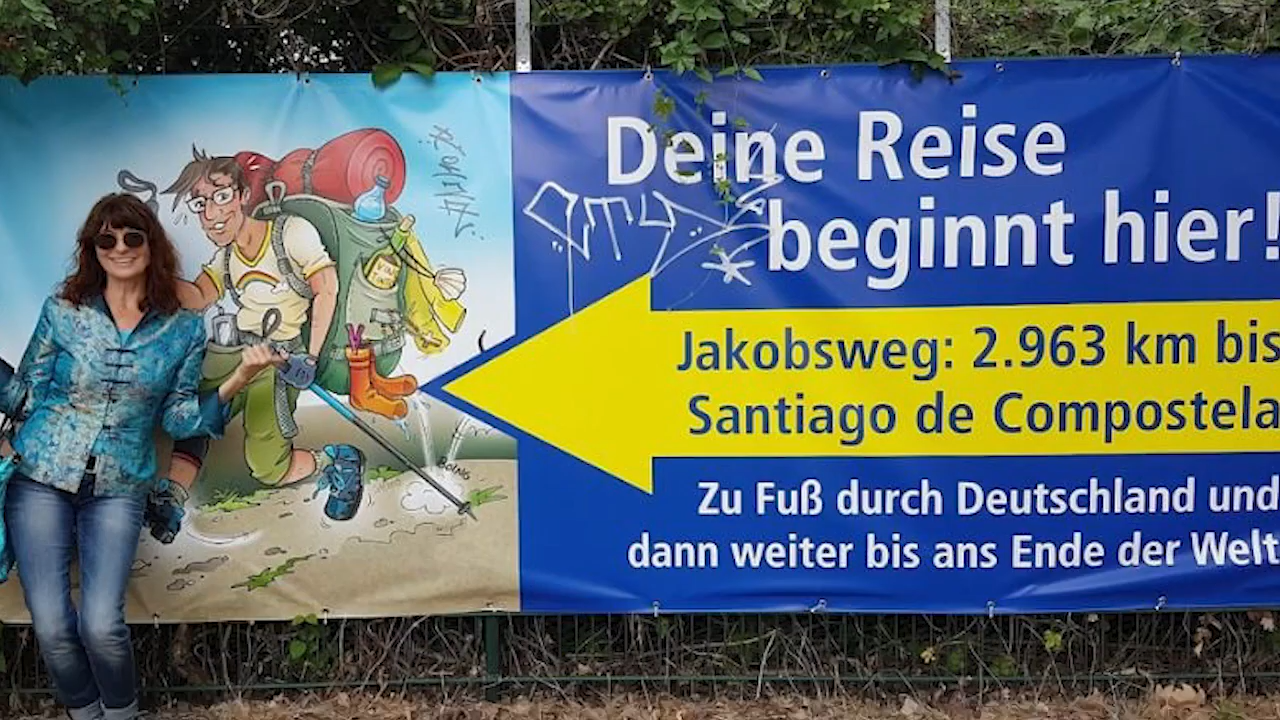 Deine Reise
beginnt hier!
Jakobsweg: 2.963 km bis
Santiago de Compostela
Zu Fuß durch Deutschland und
dann weiter bis ans Ende der Welt
BOING